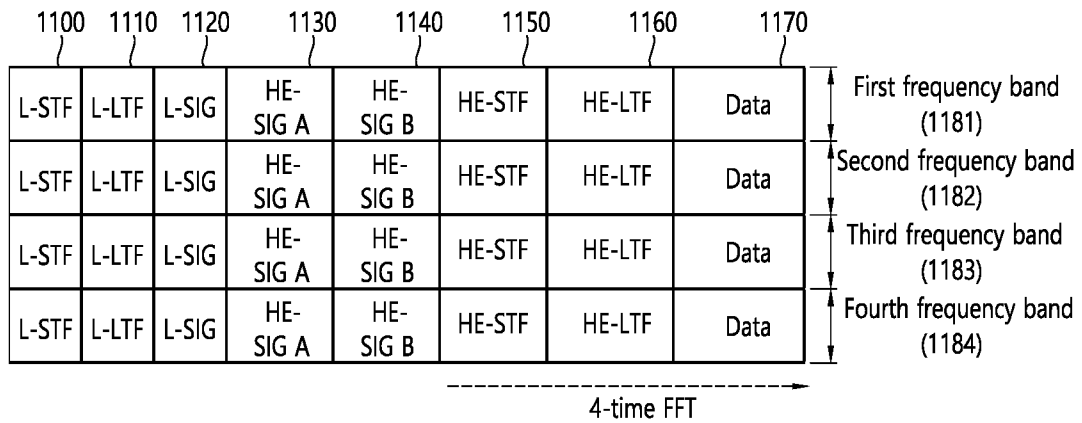 1100 1110 1120 1130 1140 1150 1160 1170
L-STF L-LTF L-SIG HE-SIG A HE-SIG B HE-STF HE-LTF Data
First frequency band
(1181)
L-STF L-LTF L-SIG HE-SIG A HE-SIG B HE-STF HE-LTF Data
Second frequency band
(1182)
L-STF L-LTF L-SIG HE-SIG A HE-SIG B HE-STF HE-LTF Data
Third frequency band
(1183)
L-STF L-LTF L-SIG HE-SIG A HE-SIG B HE-STF HE-LTF Data
Fourth frequency band
(1184)
4-time FFT